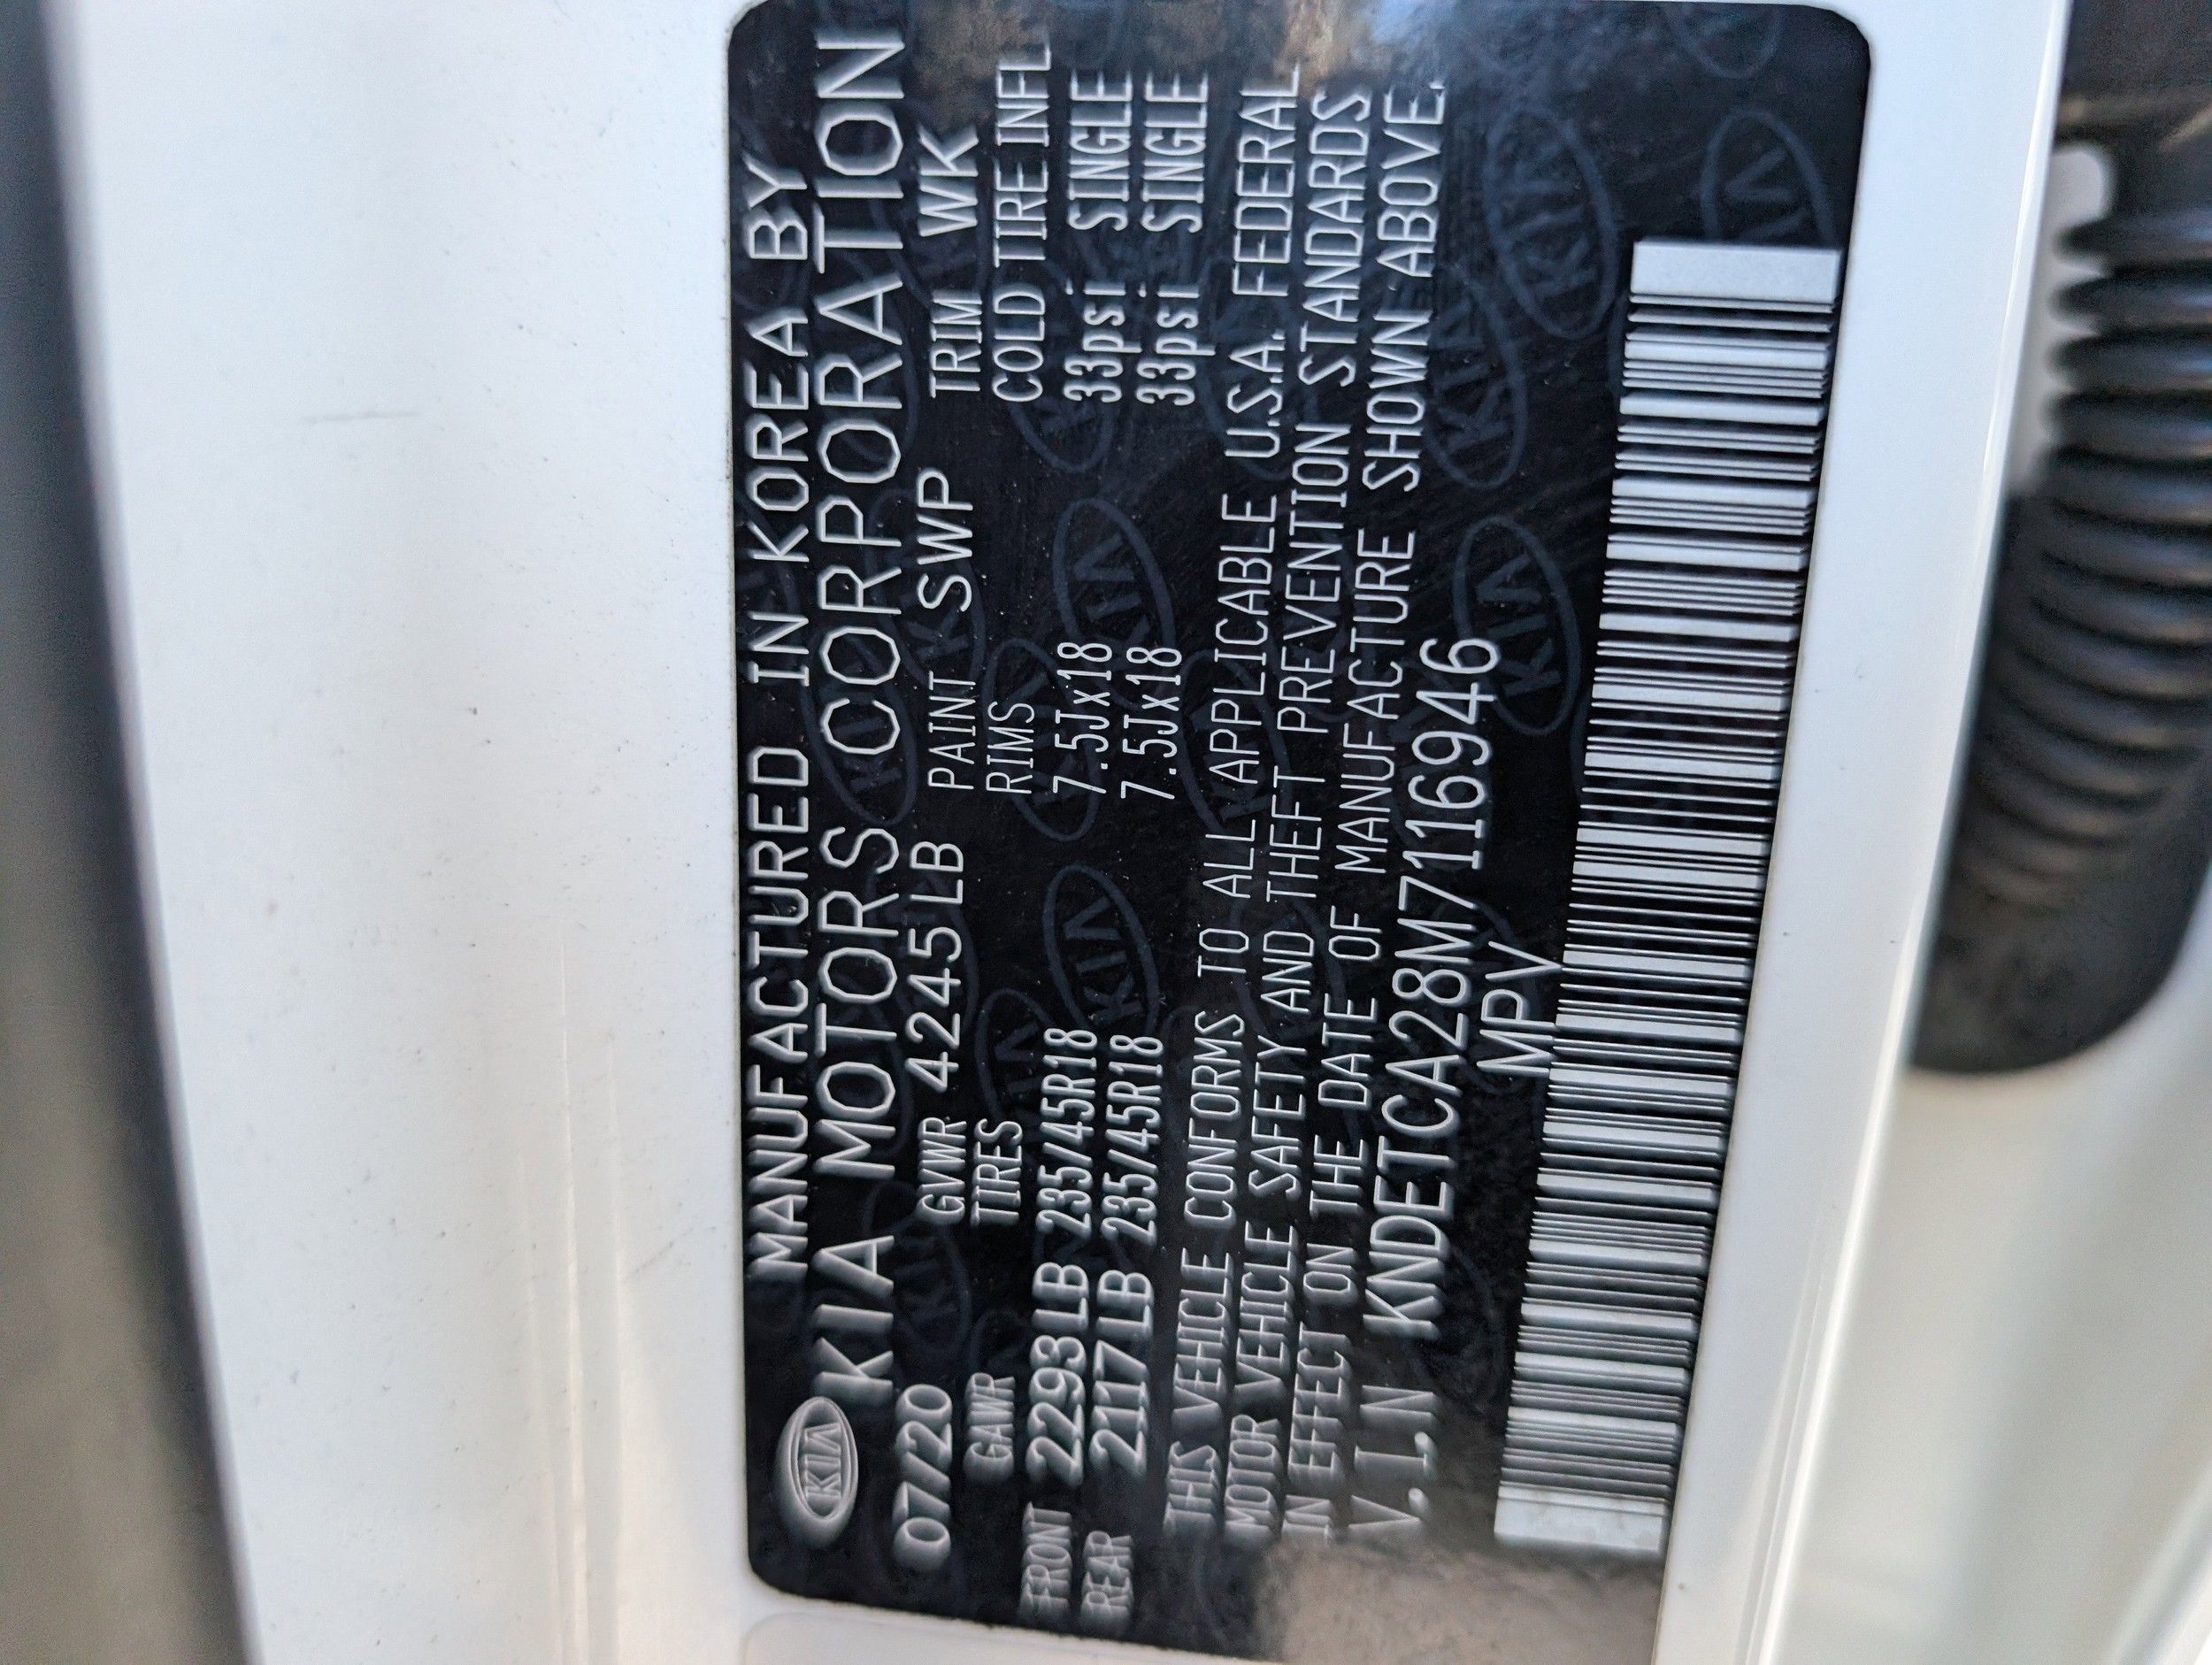 MANUFACTURED IN KOREA BY
KIA KIA MOTORS CORPORATION
07/20 GVWR 4245LB PAINT SWP TRIM WK
GAWR TIRES RIMS COLD TIRE INFL
FRONT 2293LB 235/45R18 7.5Jx18 33psi SINGLE
REAR 2117LB 235/45R18 7.5Jx18 33psi SINGLE
THIS VEHICLE CONFORMS TO ALL APPLICABLE U.S.A. FEDERAL
MOTOR VEHICLE SAFETY AND THEFT PREVENTION STANDARDS
IN EFFECT ON THE DATE OF MANUFACTURE SHOWN ABOVE.
V.I.N KNDETCA28M7116946
MPV